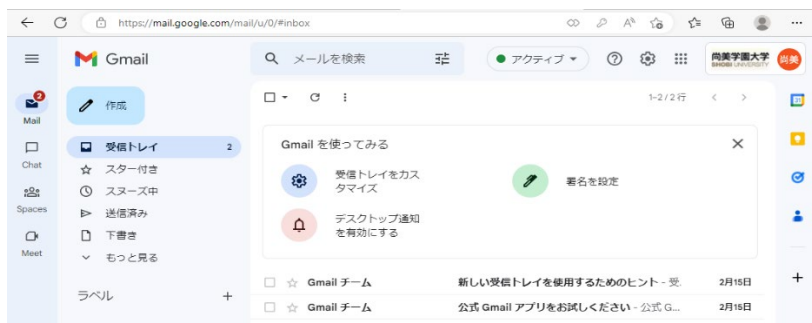 https://mail.google.com/mail/u/0/#inbox
Gmail
メールを検索
アクティブ
尚美学園大学
SHOBI UNIVERSITY
尚美
2
Mail
Chat
Spaces
Meet
作成
受信トレイ 2
スター付き
スヌーズ中
送信済み
下書き
もっと見る
ラベル +
1-2 / 2 行
Gmail を使ってみる
受信トレイをカス
タマイズ
署名を設定
デスクトップ通知
を有効にする
Gmail チーム 新しい受信トレイを使用するためのヒント - 受. 2月15日
Gmail チーム 公式 Gmail アプリをお試しください - 公式 G... 2月15日